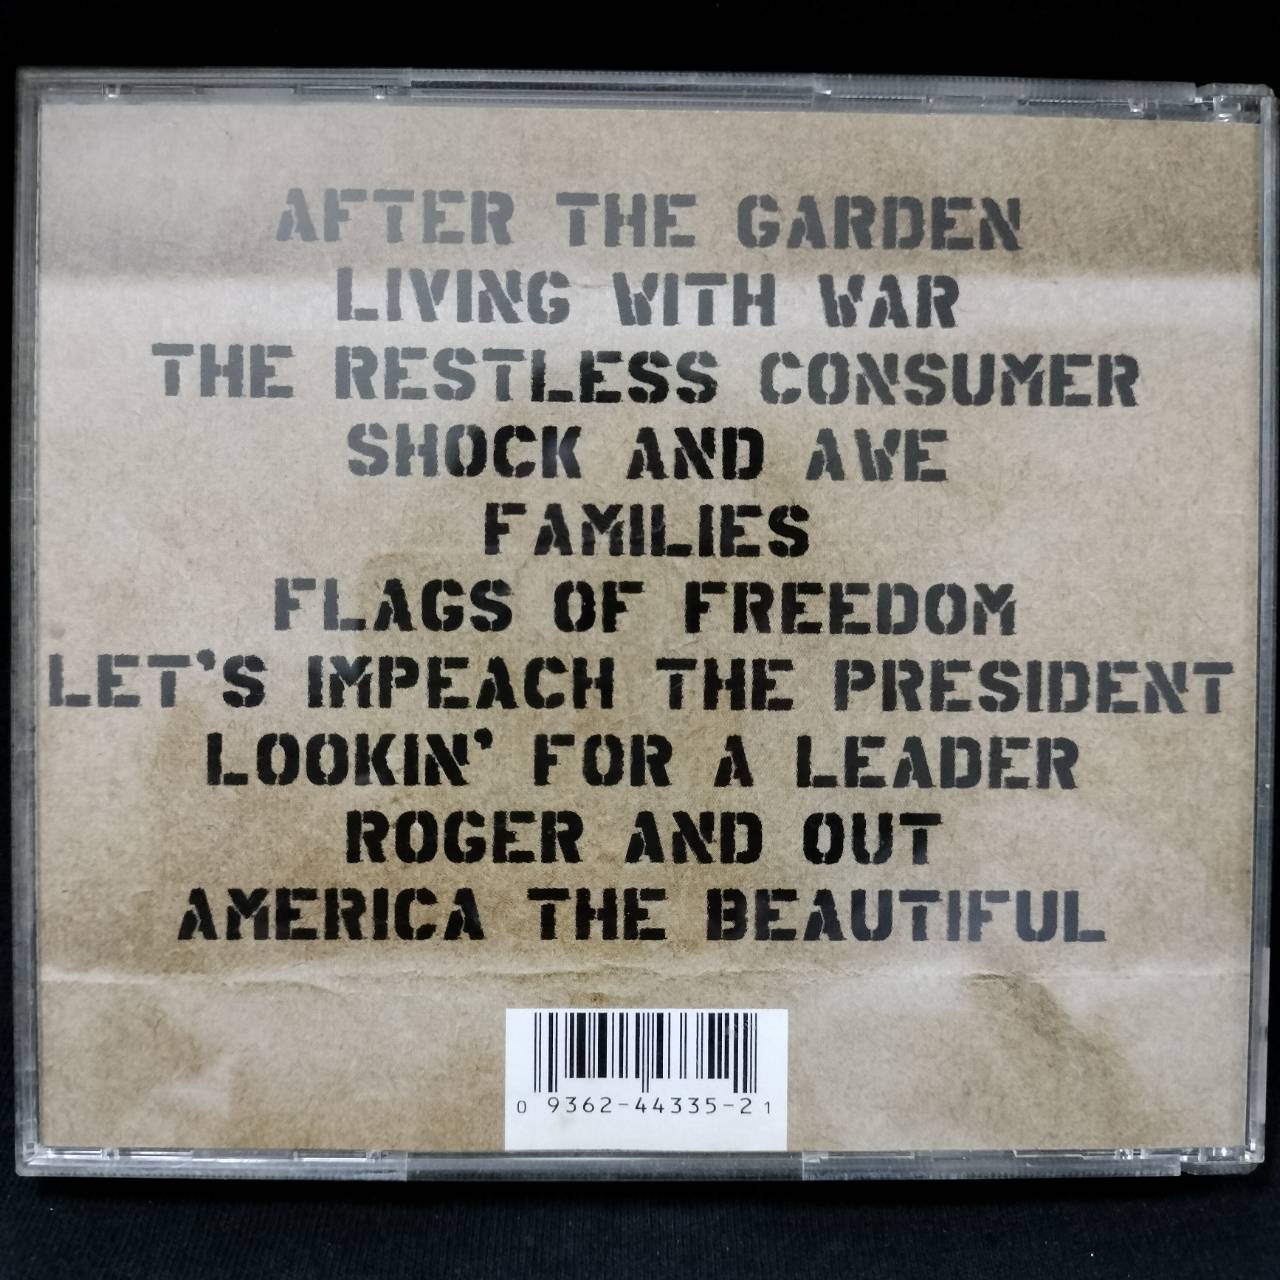 AFTER THE GARDEN
LIVING WITH WAR
THE RESTLESS CONSUMER
SHOCK AND AWE
FAMILIES
FLAGS OF FREEDOM
LET'S IMPEACH THE PRESIDENT
LOOKIN' FOR A LEADER
ROGER AND OUT
AMERICA THE BEAUTIFUL
0 9362-44335-2 1